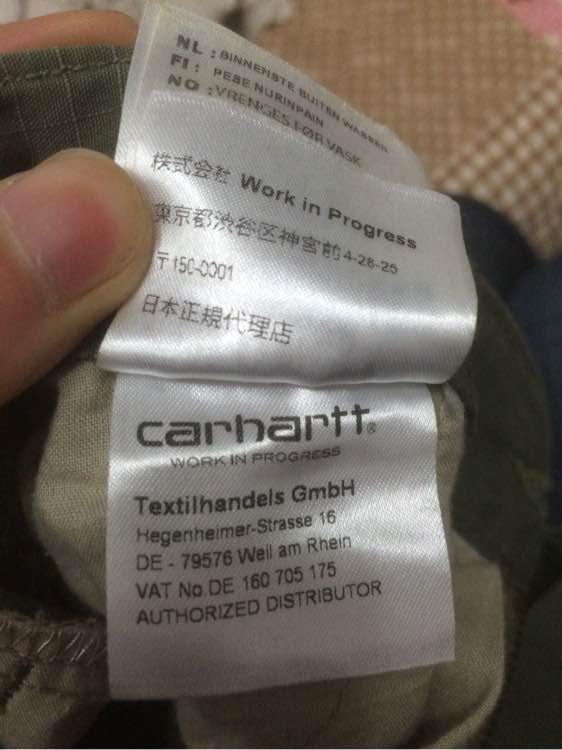 NL : BINNENSTE BUITEN WASSEN
FI : PESE NURINPAIN
NO : VRENGES FØR VASK
株式会社 Work in Progress
東京都渋谷区神宮前4-28-25
〒150-0001
日本正規代理店
carhartt®
WORK IN PROGRESS
Textilhandels GmbH
Hegenheimer-Strasse 16
DE - 79576 Weil am Rhein
VAT No.DE 160 705 175
AUTHORIZED DISTRIBUTOR